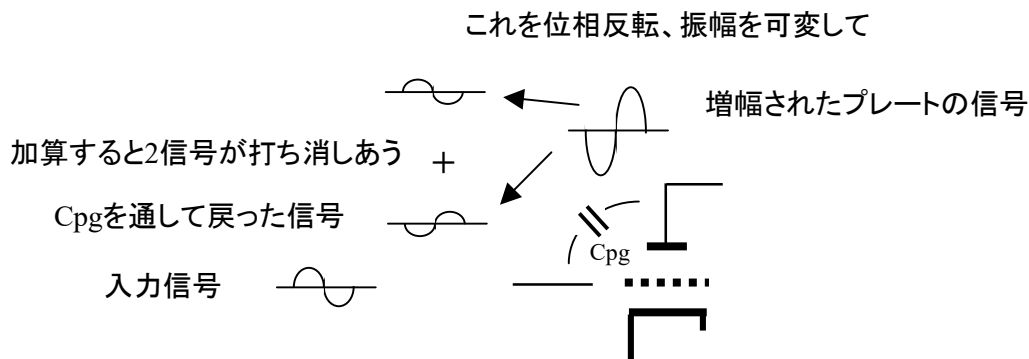 これを位相反転、振幅を可変して
増幅されたプレートの信号
加算すると2信号が打ち消しあう
+
Cpgを通して戻った信号
Cpg
入力信号